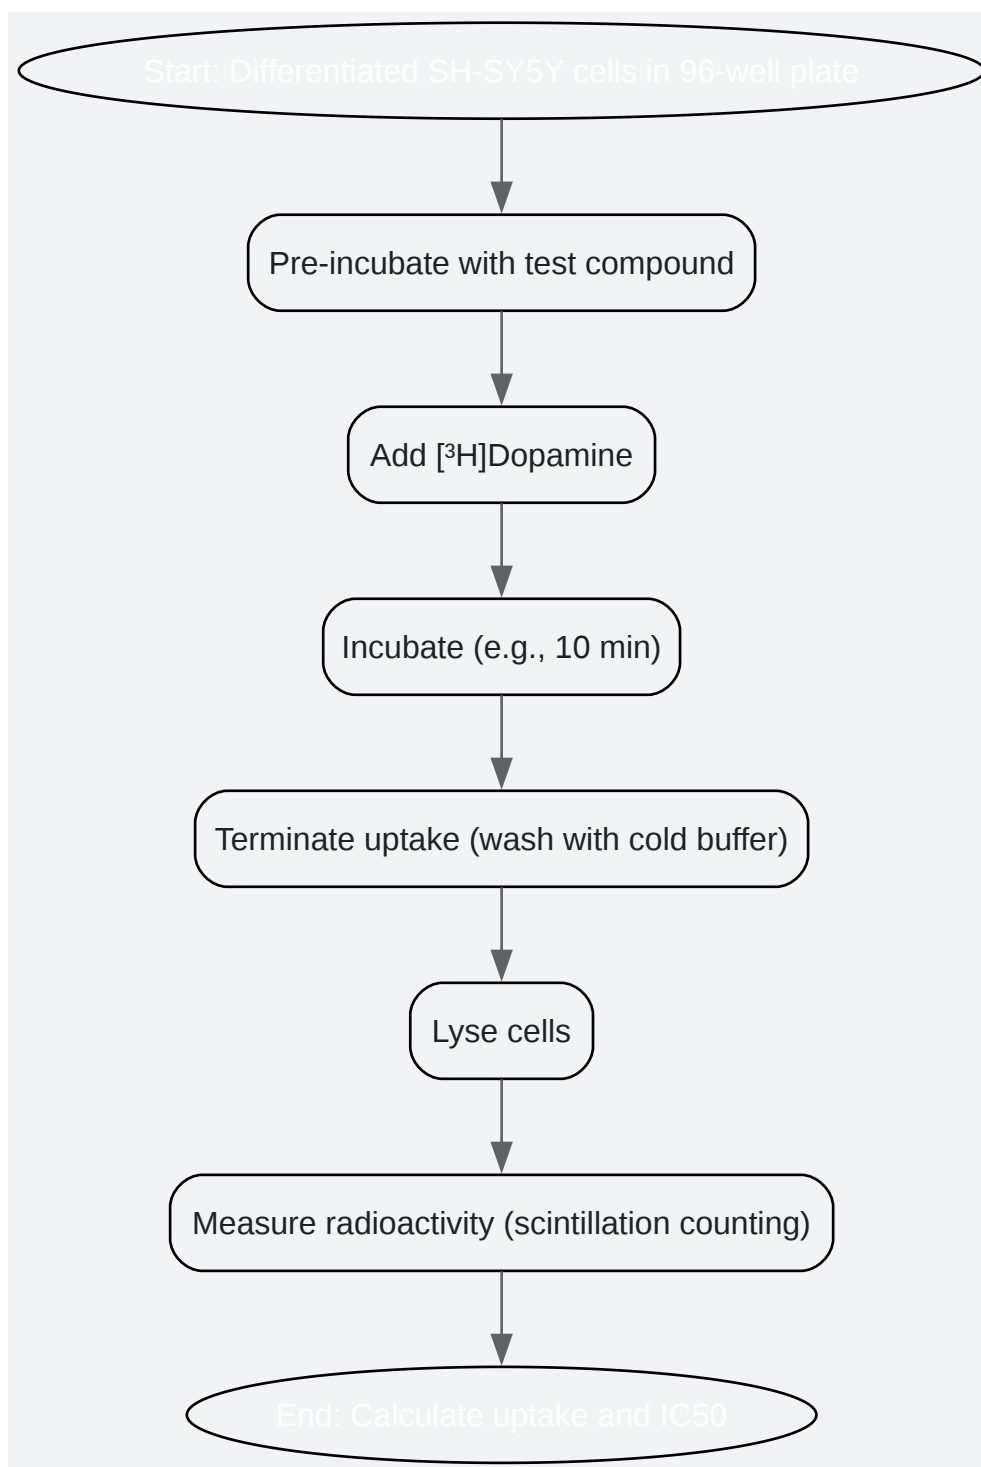 Start: Differentiated SH-SY5Y cells in 96-well plate
Pre-incubate with test compound
Add [³H]Dopamine
Incubate (e.g., 10 min)
Terminate uptake (wash with cold buffer)
Lyse cells
Measure radioactivity (scintillation counting)
End: Calculate uptake and IC50